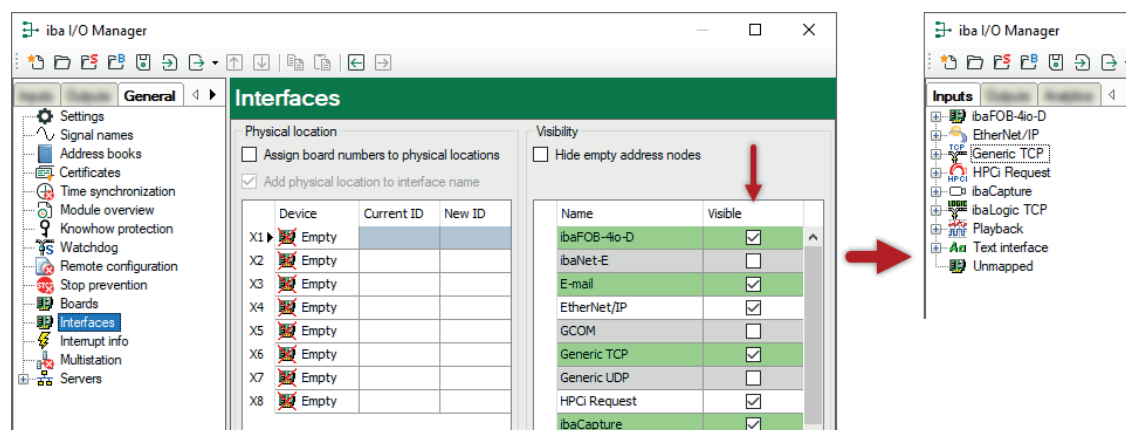 iba I/O Manager
General
Settings
Signal names
Address books
Certificates
Time synchronization
Module overview
Knowhow protection
Watchdog
Remote configuration
Stop prevention
Boards
Interfaces
Interrupt info
Multistation
Servers
Interfaces
Physical location
Assign board numbers to physical locations
Add physical location to interface name
Device Current ID New ID
X1 Empty
X2 Empty
X3 Empty
X4 Empty
X5 Empty
X6 Empty
X7 Empty
X8 Empty
Visibility
Hide empty address nodes
Name Visible
ibaFOB-4io-D
ibaNet-E
E-mail
EtherNet/IP
GCOM
Generic TCP
Generic UDP
HPCi Request
ibaCapture
iba I/O Manager
Inputs
ibaFOB-4io-D
EtherNet/IP
TCP Generic TCP
HPCI HPCi Request
ibaCapture
LOGIC ibaLogic TCP
Playback
Aa Text interface
Unmapped